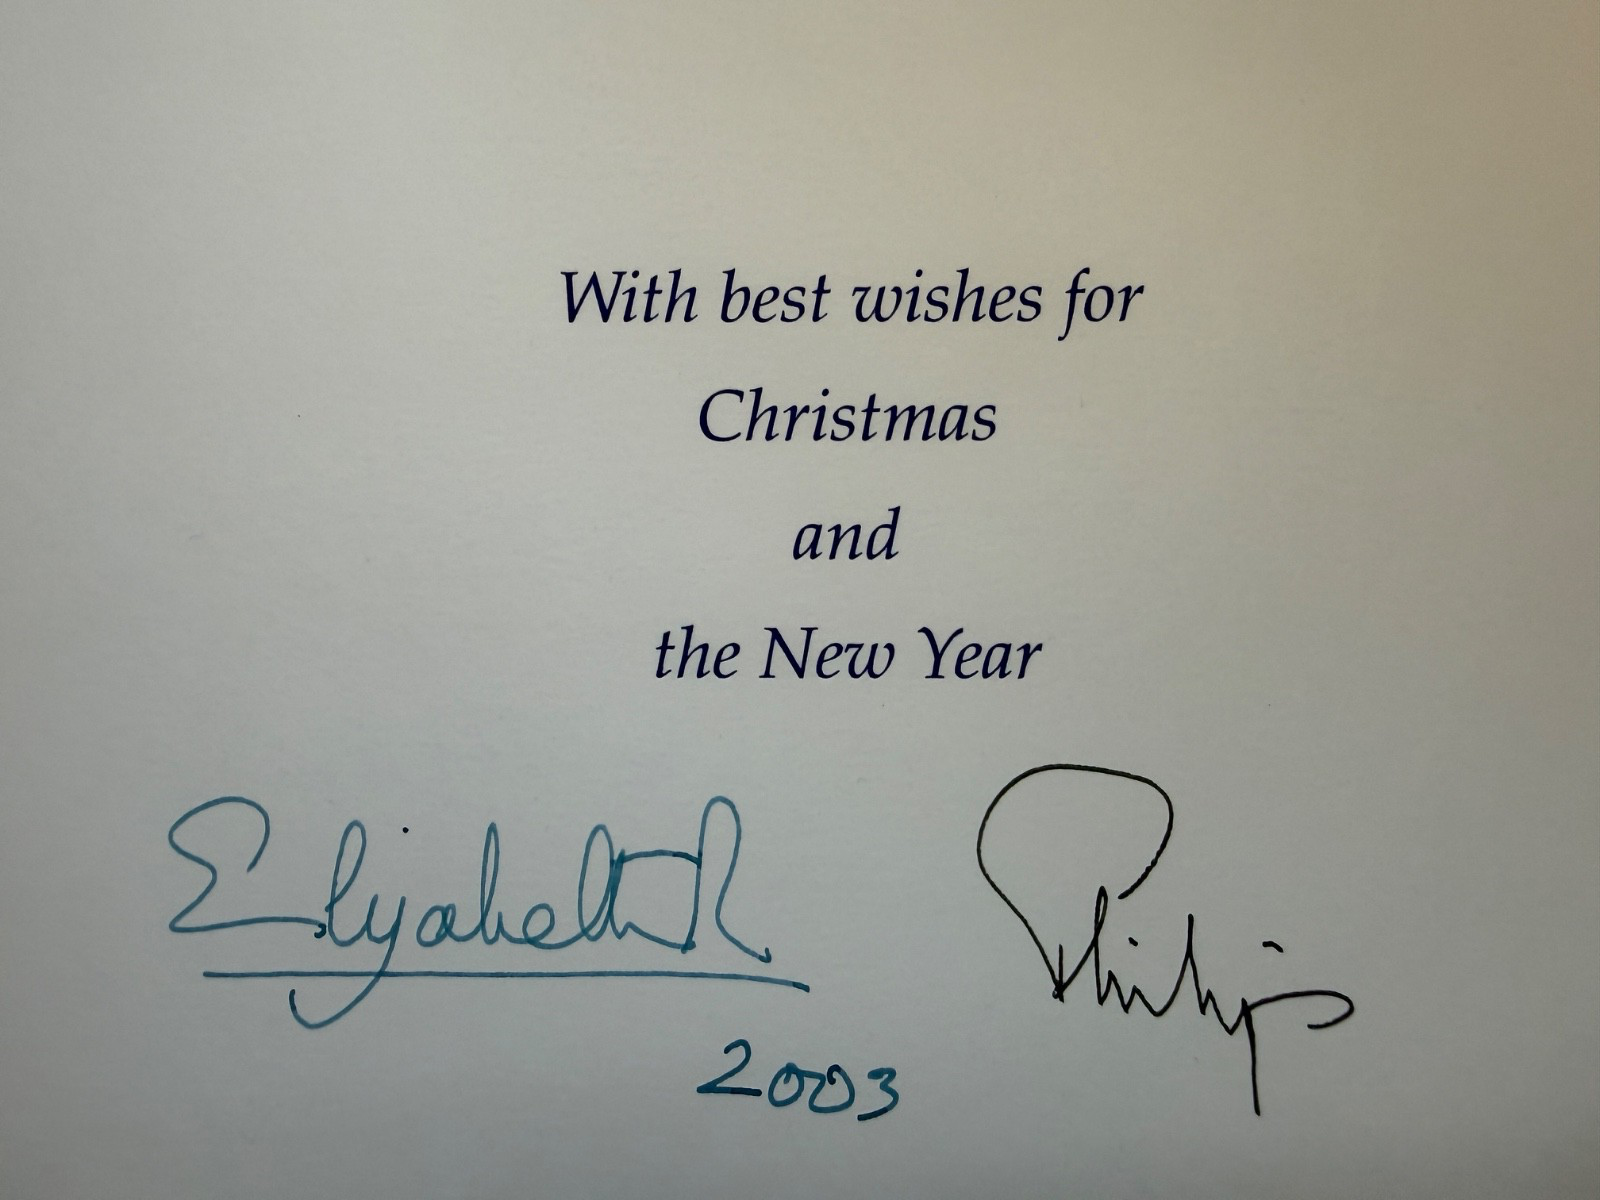 With best wishes for
Christmas
and
the New Year
Elizabeth R
Philip
2003